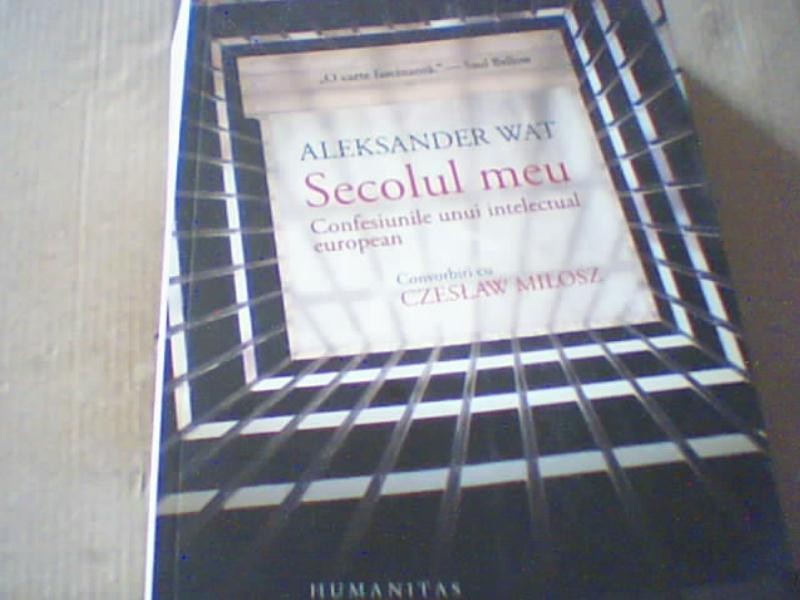 „O carte fascinantă.” — Saul Bellow
ALEKSANDER WAT
Secolul meu
Confesiunile unui intelectual
european
Convorbiri cu
CZESŁAW MIŁOSZ
HUMANITAS